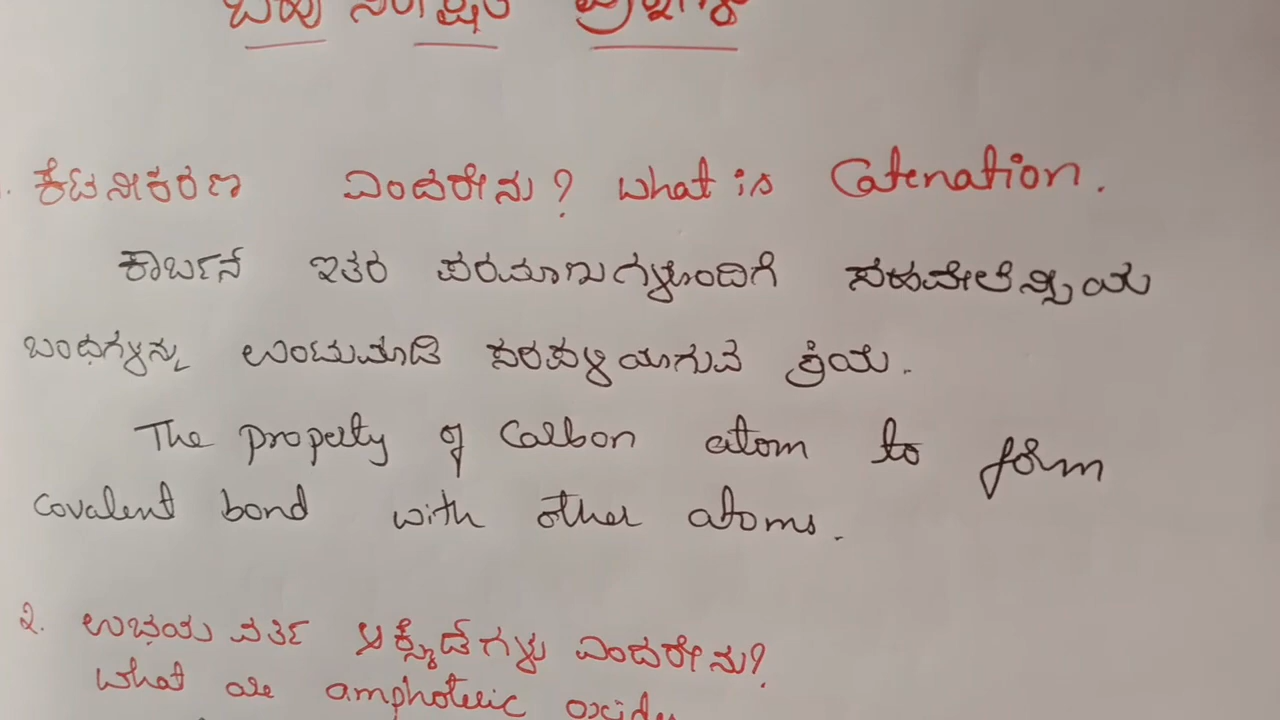 ಕೆಟನೀಕರಣ ಎಂದರೇನು? What is Catenation.
ಕಾರ್ಬನ್ ಇತರ ಪರಮಾಣುಗಳೊಂದಿಗೆ ಸಹವೇಲೆನ್ಸಿಯ
ಬಂಧಗಳನ್ನು ಉಂಟುಮಾಡಿ ಸರಪಳಿಯಾಗುವ ಕ್ರಿಯೆ.
The property of Carbon atom to form
covalent bond with other atoms.
೨. ಉಭಯ ವರ್ತಿ ಆಕ್ಸೈಡ್‌ಗಳು ಎಂದರೇನು?
What are amphoteric